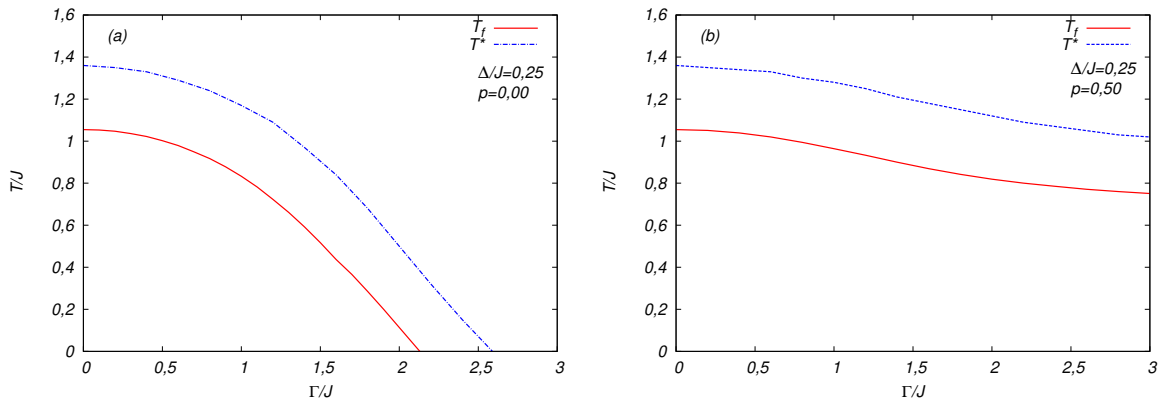 (a)
T_f
T*
Δ/J=0,25
p=0,00
1,6
1,4
1,2
1
0,8
0,6
0,4
0,2
0
T/J
0 0,5 1 1,5 2 2,5 3
Γ/J
(b)
T_f
T*
Δ/J=0,25
p=0,50
1,6
1,4
1,2
1
0,8
0,6
0,4
0,2
0
T/J
0 0,5 1 1,5 2 2,5 3
Γ/J